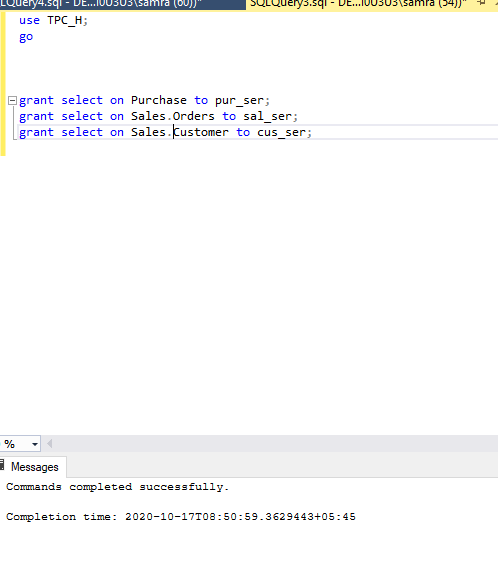 LQuery4.sql - DE...I0U3U3\samra (60))*
SQLQuery3.sql - DE...I0U3U3\samra (54))*
use TPC_H;
go
grant select on Purchase to pur_ser;
grant select on Sales.Orders to sal_ser;
grant select on Sales.Customer to cus_ser;
%
Messages
Commands completed successfully.
Completion time: 2020-10-17T08:50:59.3629443+05:45